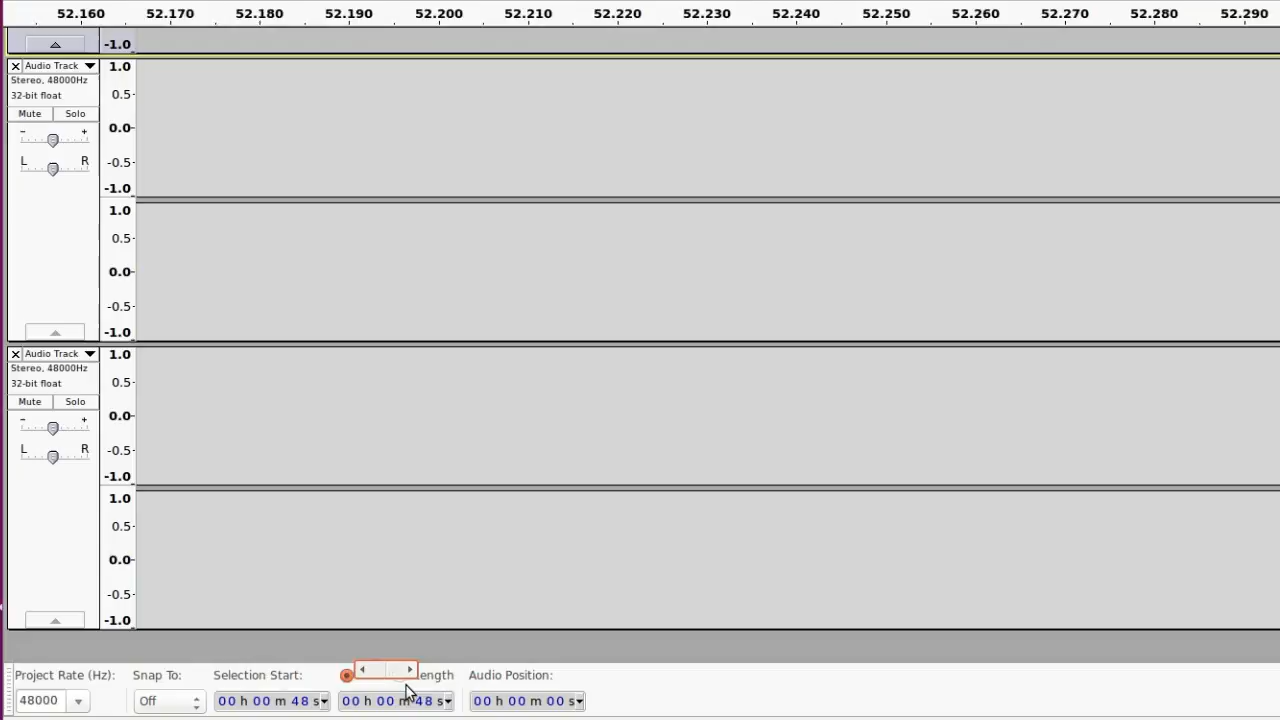 52.160 52.170 52.180 52.190 52.200 52.210 52.220 52.230 52.240 52.250 52.260 52.270 52.280 52.290
-1.0
Audio Track
Stereo, 48000Hz
32-bit float
Mute Solo
- +
L R
1.0
0.5
0.0
-0.5
-1.0
1.0
0.5
0.0
-0.5
-1.0
Audio Track
Stereo, 48000Hz
32-bit float
Mute Solo
- +
L R
1.0
0.5
0.0
-0.5
-1.0
1.0
0.5
0.0
-0.5
-1.0
Project Rate (Hz): Snap To: Selection Start: Audio Position:
48000 Off 00 h 00 m 48 s 00 h 00 m 48 s 00 h 00 m 00 s